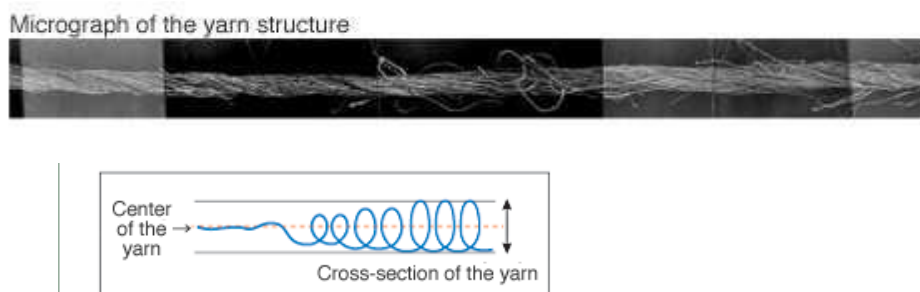 Micrograph of the yarn structure
Center
of the
yarn
Cross-section of the yarn